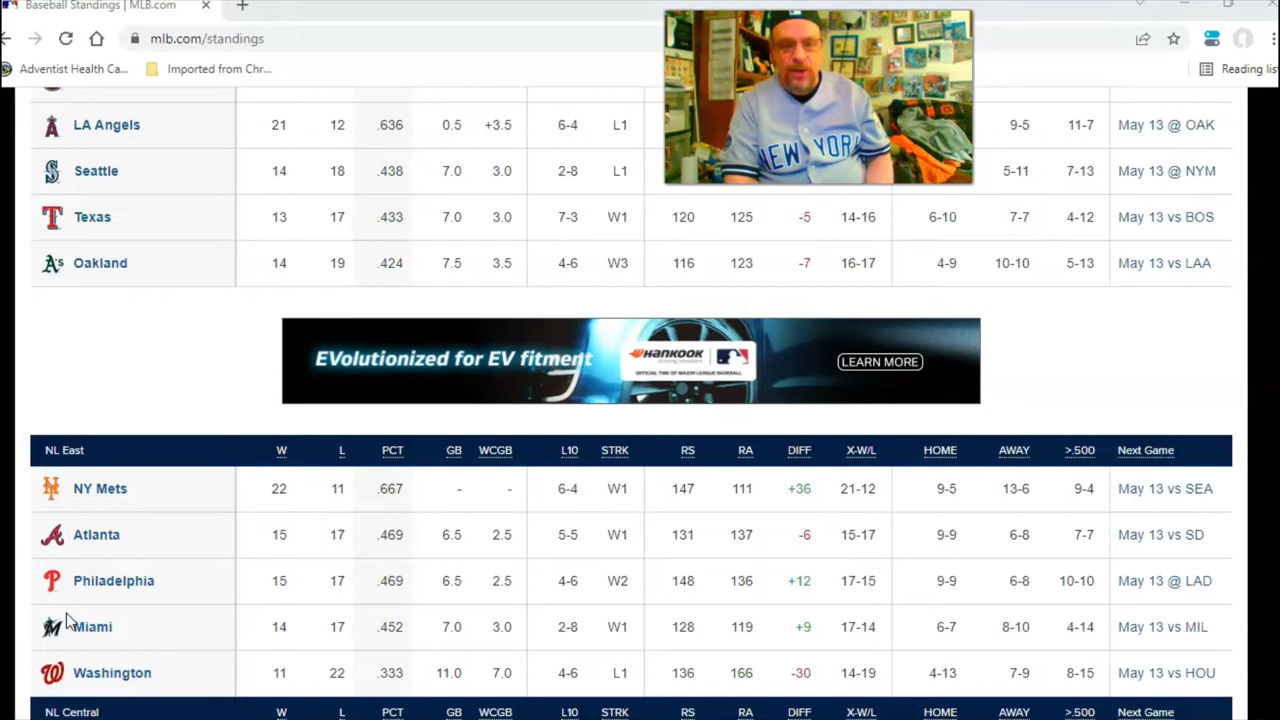 Baseball Standings | MLB.com
mlb.com/standings
Adventist Health Ca... Imported from Chr... Reading list
LA Angels 21 12 .636 0.5 +3.5 6-4 L1 9-5 11-7 May 13 @ OAK
Seattle 14 18 .438 7.0 3.0 2-8 L1 5-11 7-13 May 13 @ NYM
NEW YORK
Texas 13 17 .433 7.0 3.0 7-3 W1 120 125 -5 14-16 6-10 7-7 4-12 May 13 vs BOS
A's Oakland 14 19 .424 7.5 3.5 4-6 W3 116 123 -7 16-17 4-9 10-10 5-13 May 13 vs LAA
EVolutionized for EV fitment HANKOOK LEARN MORE
OFFICIAL TIRE OF MAJOR LEAGUE BASEBALL
NL East W L PCT GB WCGB L10 STRK RS RA DIFF X-W/L HOME AWAY >.500 Next Game
NY NY Mets 22 11 .667 - - 6-4 W1 147 111 +36 21-12 9-5 13-6 9-4 May 13 vs SEA
A Atlanta 15 17 .469 6.5 2.5 5-5 W1 131 137 -6 15-17 9-9 6-8 7-7 May 13 vs SD
P Philadelphia 15 17 .469 6.5 2.5 4-6 W2 148 136 +12 17-15 9-9 6-8 10-10 May 13 @ LAD
M Miami 14 17 .452 7.0 3.0 2-8 W1 128 119 +9 17-14 6-7 8-10 4-14 May 13 vs MIL
W Washington 11 22 .333 11.0 7.0 4-6 L1 136 166 -30 14-19 4-13 7-9 8-15 May 13 vs HOU
NL Central W L PCT GB WCGB L10 STRK RS RA DIFF X-W/L HOME AWAY >.500 Next Game